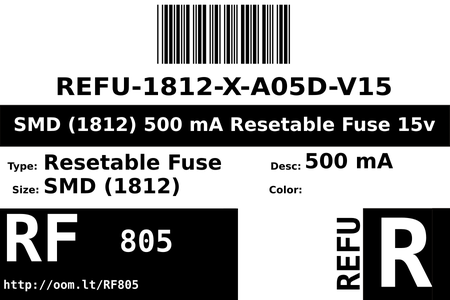 REFU-1812-X-A05D-V15
SMD (1812) 500 mA Resetable Fuse 15v
Type: Resetable Fuse
Desc: 500 mA
Size: SMD (1812)
Color:
RF 805
http://oom.lt/RF805
REFU
R